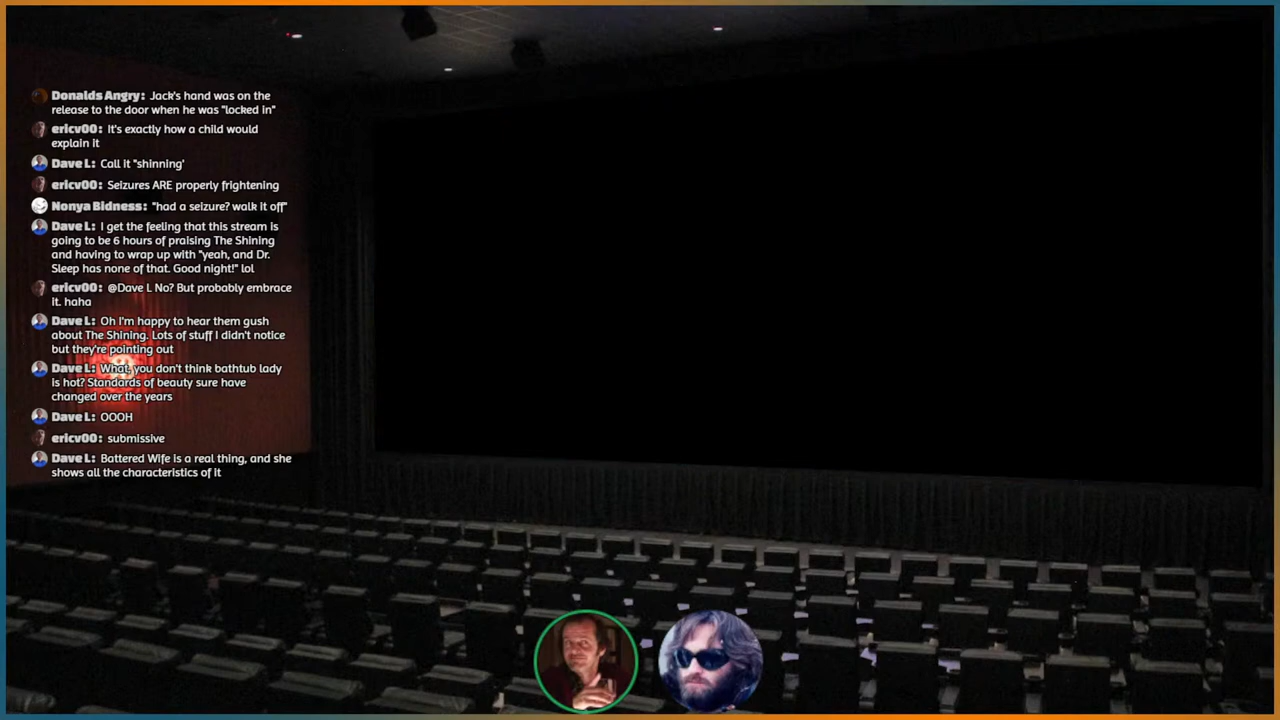 Donalds Angry: Jack's hand was on the
release to the door when he was "locked in"
ericv00: It's exactly how a child would
explain it
Dave L: Call it "shinning'
ericv00: Seizures ARE properly frightening
Nonya Bidness: "had a seizure? walk it off"
Dave L: I get the feeling that this stream is
going to be 6 hours of praising The Shining
and having to wrap up with "yeah, and Dr.
Sleep has none of that. Good night!" lol
ericv00: @Dave L No? But probably embrace
it. haha
Dave L: Oh I'm happy to hear them gush
about The Shining. Lots of stuff I didn't notice
but they're pointing out
Dave L: What, you don't think bathtub lady
is hot? Standards of beauty sure have
changed over the years
Dave L: OOOH
ericv00: submissive
Dave L: Battered Wife is a real thing, and she
shows all the characteristics of it